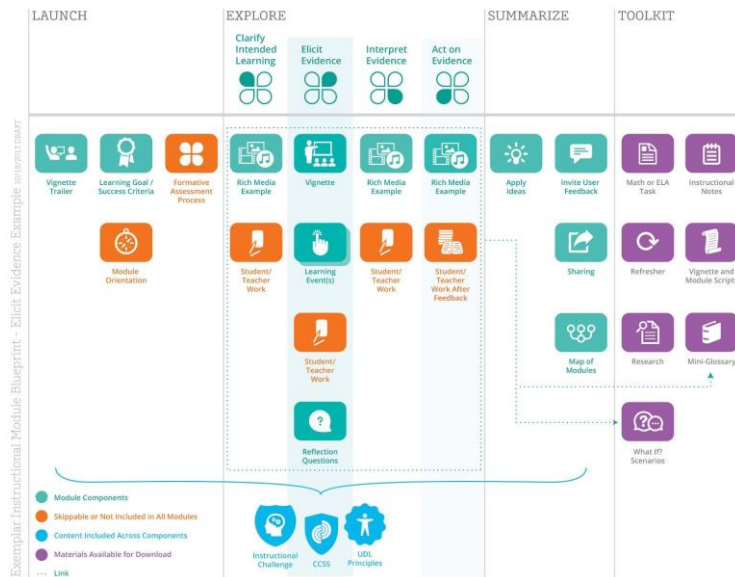 LAUNCH
EXPLORE
SUMMARIZE
TOOLKIT
Clarify
Intended
Learning
Elicit
Evidence
Interpret
Evidence
Act on
Evidence
Vignette
Trailer
Learning Goal /
Success Criteria
Formative
Assessment
Process
Rich Media
Example
Vignette
Rich Media
Example
Rich Media
Example
Apply
Ideas
Invite User
Feedback
Math or ELA
Task
Instructional
Notes
Module
Orientation
Student/
Teacher
Work
Learning
Event(s)
Student/
Teacher
Work
Student/
Teacher
Work After
Feedback
Sharing
Refresher
Vignette and
Module Scripts
Student/
Teacher
Work
Map of
Modules
Research
Mini-Glossary
Reflection
Questions
What If?
Scenarios
Module Components
Skippable or Not Included in All Modules
Content Included Across Components
Materials Available for Download
Link
Instructional
Challenge
CCSS
UDL
Principles
Exemplar Instructional Module Blueprint - Elicit Evidence Example